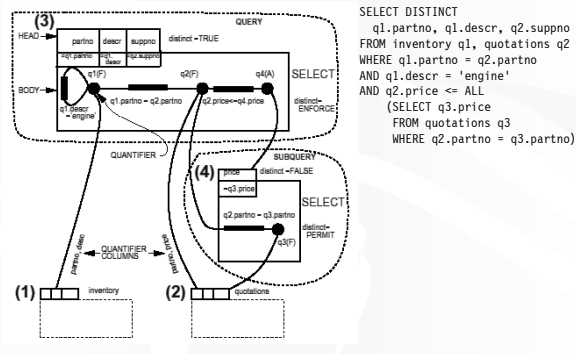 (3)
QUERY
HEAD
partno descr suppno
distinct =TRUE
=q1.partno =q1. descr =q2.suppno
q1(F)
q2(F)
q4(A)
SELECT
BODY
q1.partno = q2.partno
q2.price<=q4.price
q1.descr
='engine'
distinct=
ENFORCE
QUANTIFIER
SUBQUERY
(4)
price
distinct =FALSE
=q3.price
SELECT
q2.partno = q3.partno
distinct=
PERMIT
q3(F)
partno, desc
QUANTIFIER
COLUMNS
partno, price
(1)
inventory
(2)
quotations
SELECT DISTINCT
q1.partno, q1.descr, q2.suppno
FROM inventory q1, quotations q2
WHERE q1.partno = q2.partno
AND q1.descr = 'engine'
AND q2.price <= ALL
(SELECT q3.price
FROM quotations q3
WHERE q2.partno = q3.partno)